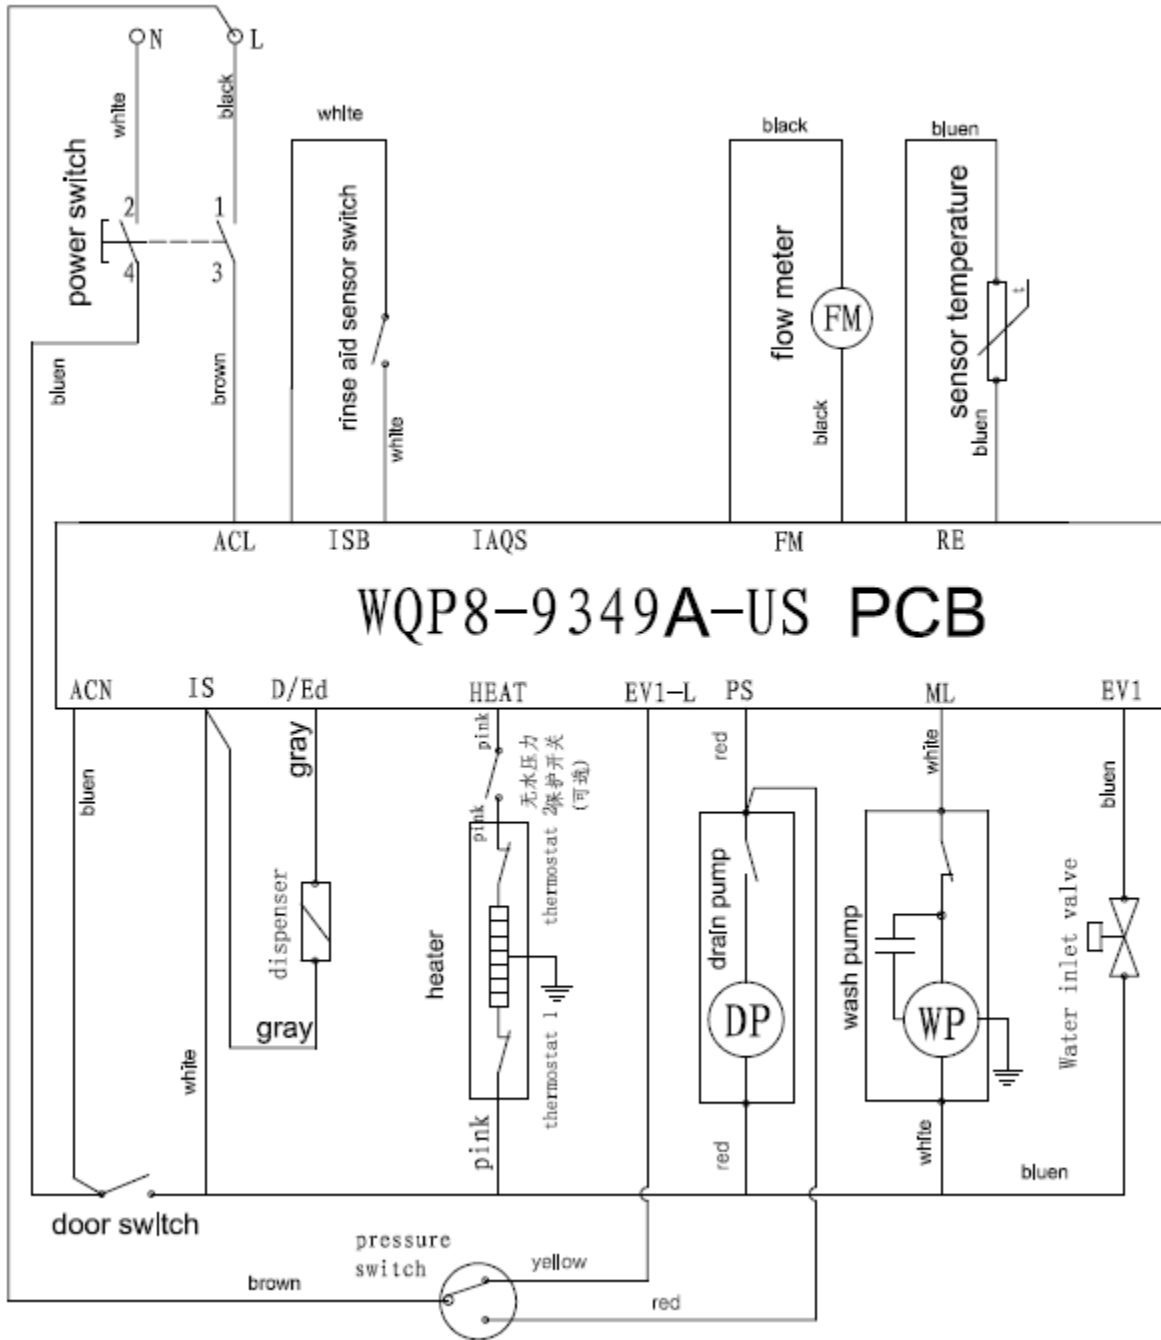 N
L
white
black
white
black
bluen
power switch
2
1
4
3
rinse aid sensor switch
flow meter
FM
sensor temperature
t
bluen
brown
white
black
bluen
ACL
ISB
IAQS
FM
RE
WQP8-9349A-US PCB
ACN
IS
D/Ed
HEAT
EV1-L
PS
ML
EV1
bluen
gray
pink
无水压力
保护开关
(可选)
red
white
bluen
pink
thermostat 2
dispenser
heater
drain pump
wash pump
Water inlet valve
DP
WP
gray
white
thermostat 1
pink
red
white
bluen
door switch
pressure
switch
yellow
brown
red